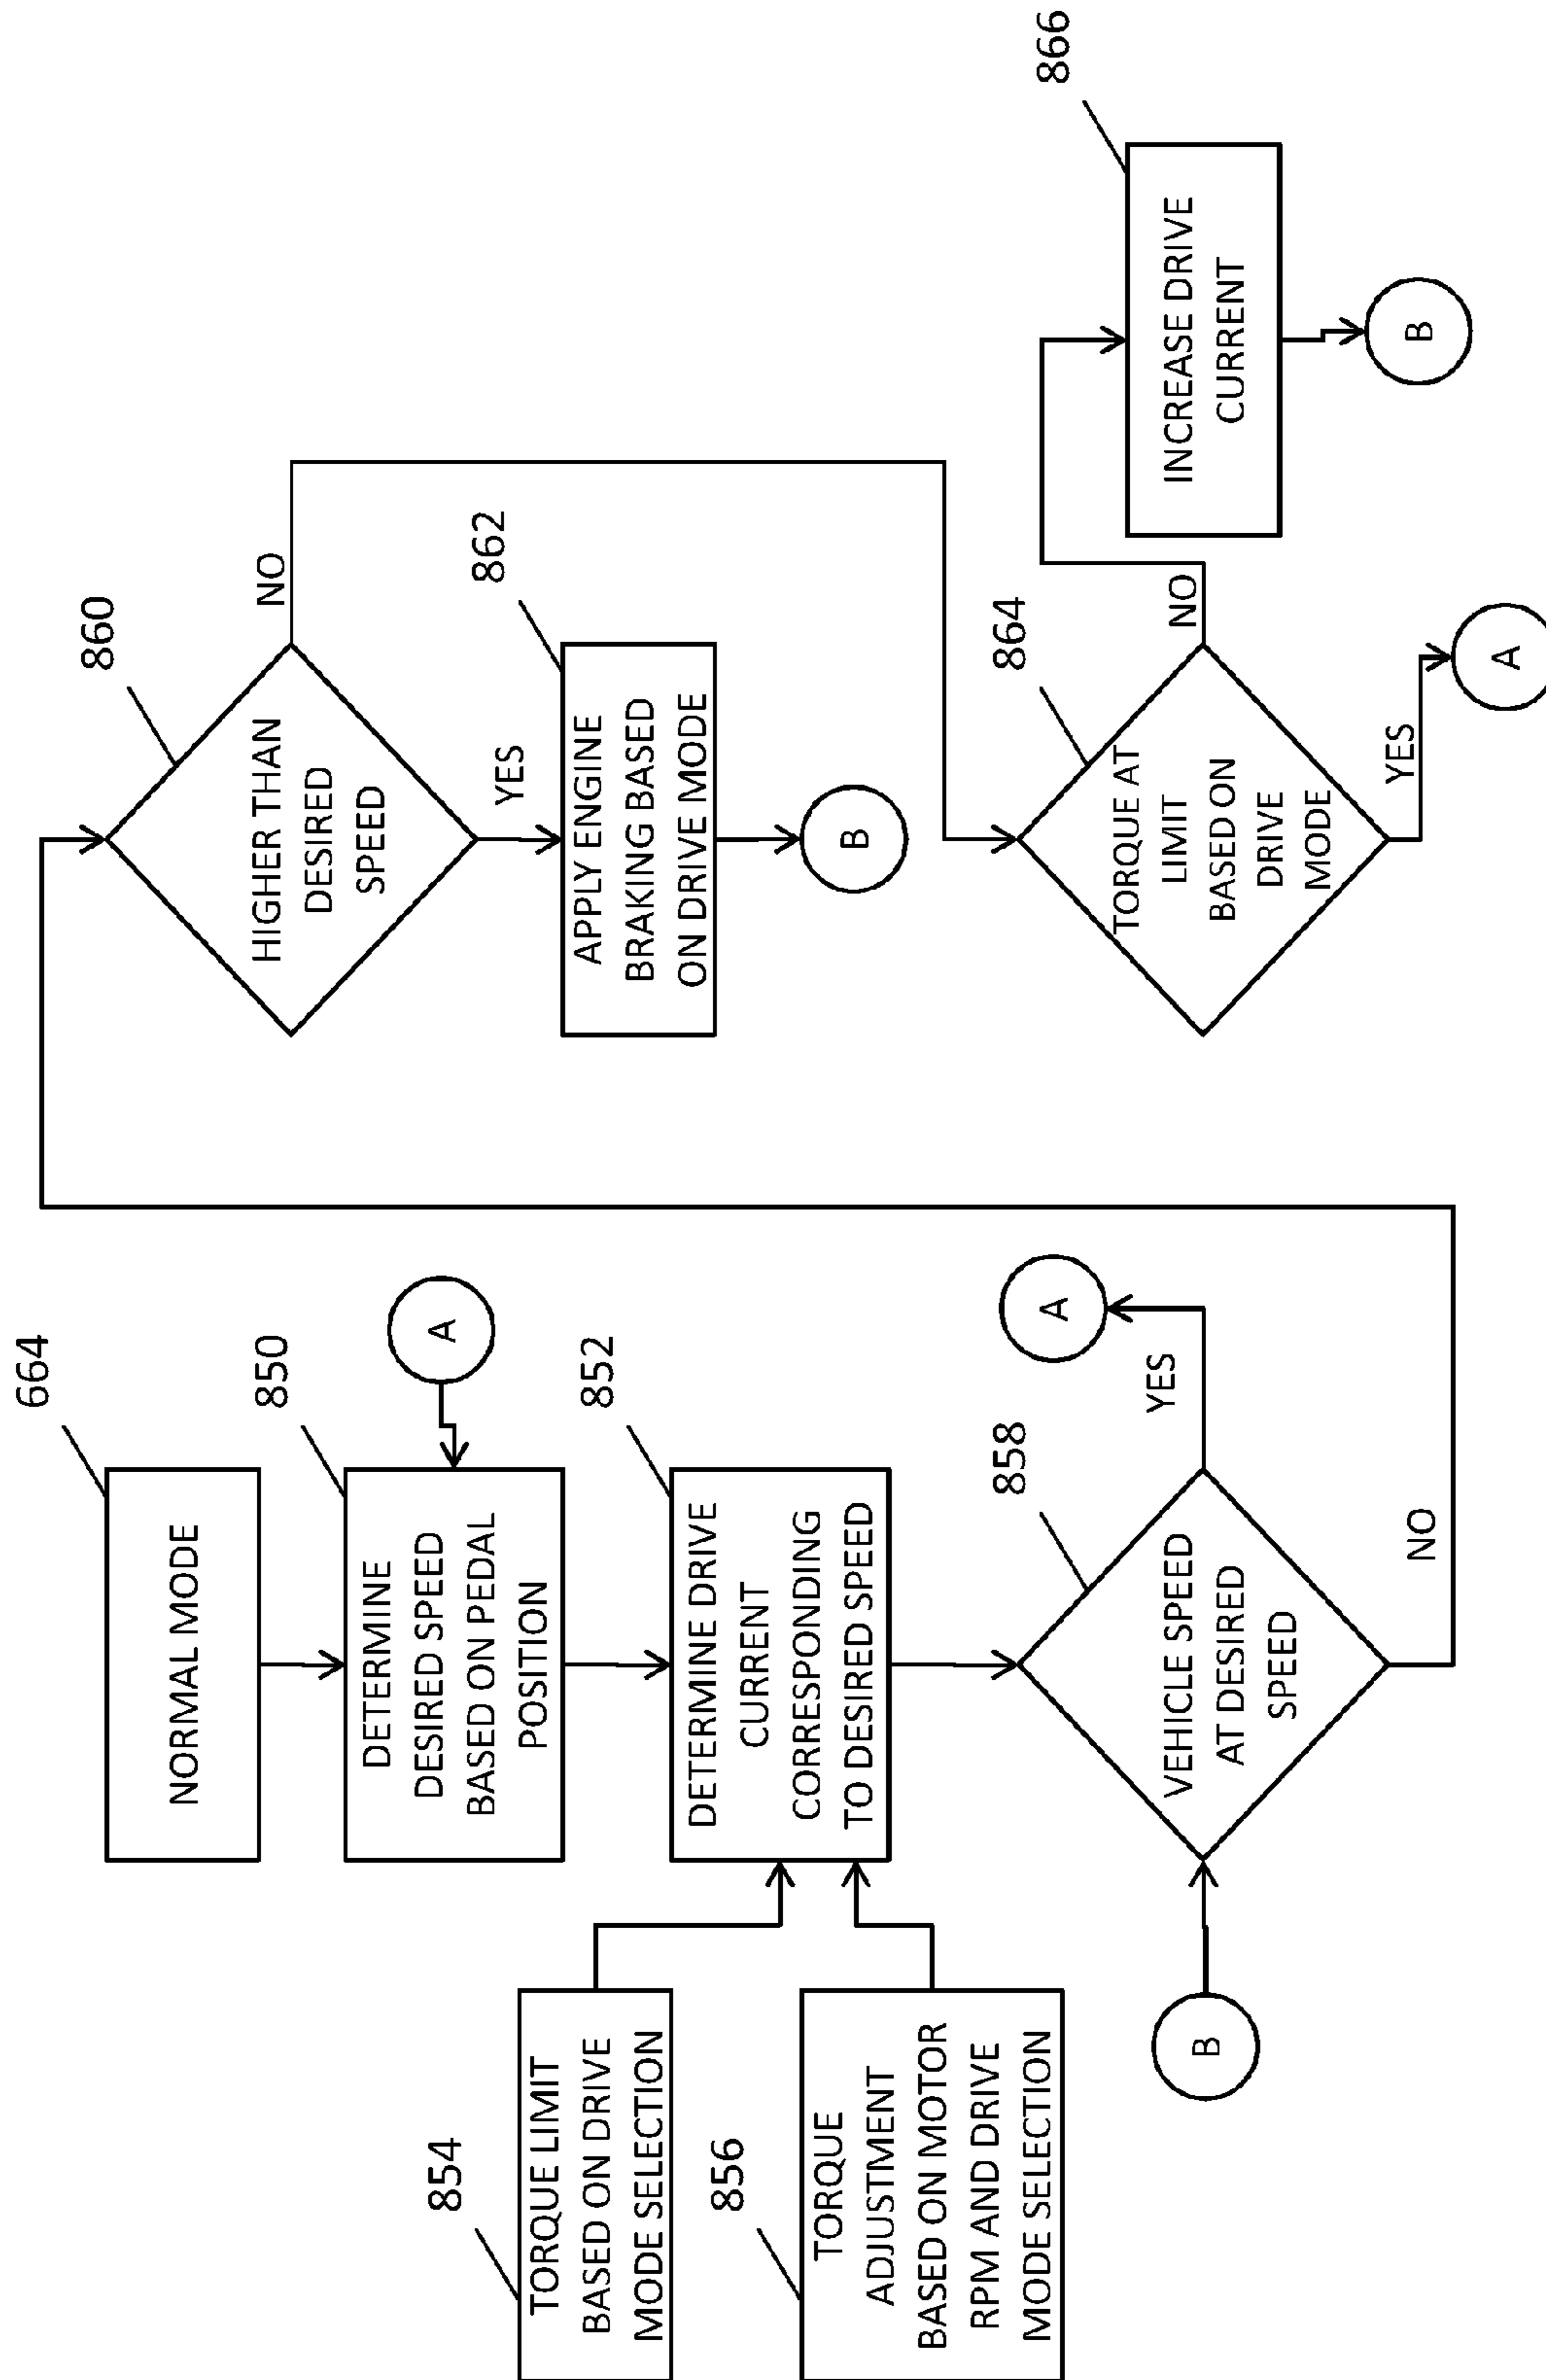 664
NORMAL MODE
850
DETERMINE
DESIRED SPEED
BASED ON PEDAL
POSITION
A
852
DETERMINE DRIVE
CURRENT
CORRESPONDING
TO DESIRED SPEED
854
TORQUE LIMIT
BASED ON DRIVE
MODE SELECTION
856
TORQUE
ADJUSTMENT
BASED ON MOTOR
RPM AND DRIVE
MODE SELECTION
858
VEHICLE SPEED
AT DESIRED
SPEED
YES
A
NO
B
860
HIGHER THAN
DESIRED
SPEED
NO
YES
862
APPLY ENGINE
BRAKING BASED
ON DRIVE MODE
B
864
TORQUE AT
LIMIT
BASED ON
DRIVE
MODE
NO
YES
A
866
INCREASE DRIVE
CURRENT
B